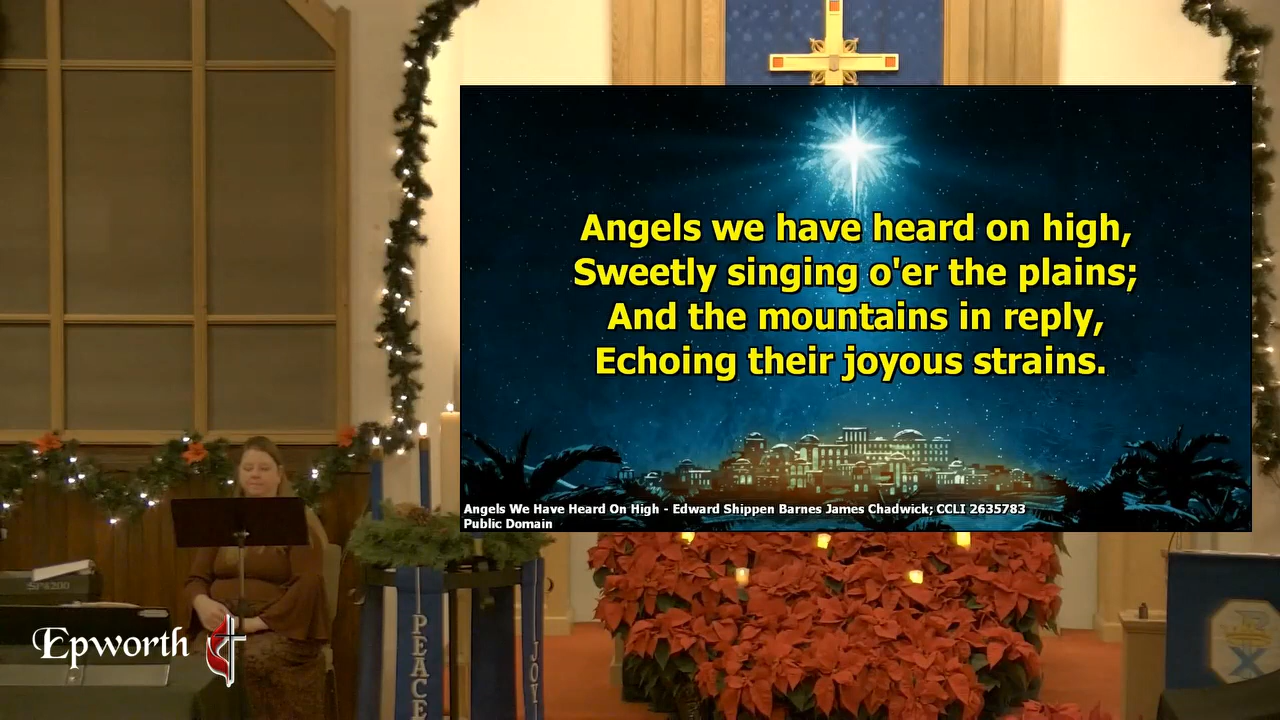 Angels we have heard on high,
Sweetly singing o'er the plains;
And the mountains in reply,
Echoing their joyous strains.
Angels We Have Heard On High - Edward Shippen Barnes James Chadwick; CCLI 2635783
Public Domain
Epworth
PEACE
JOY